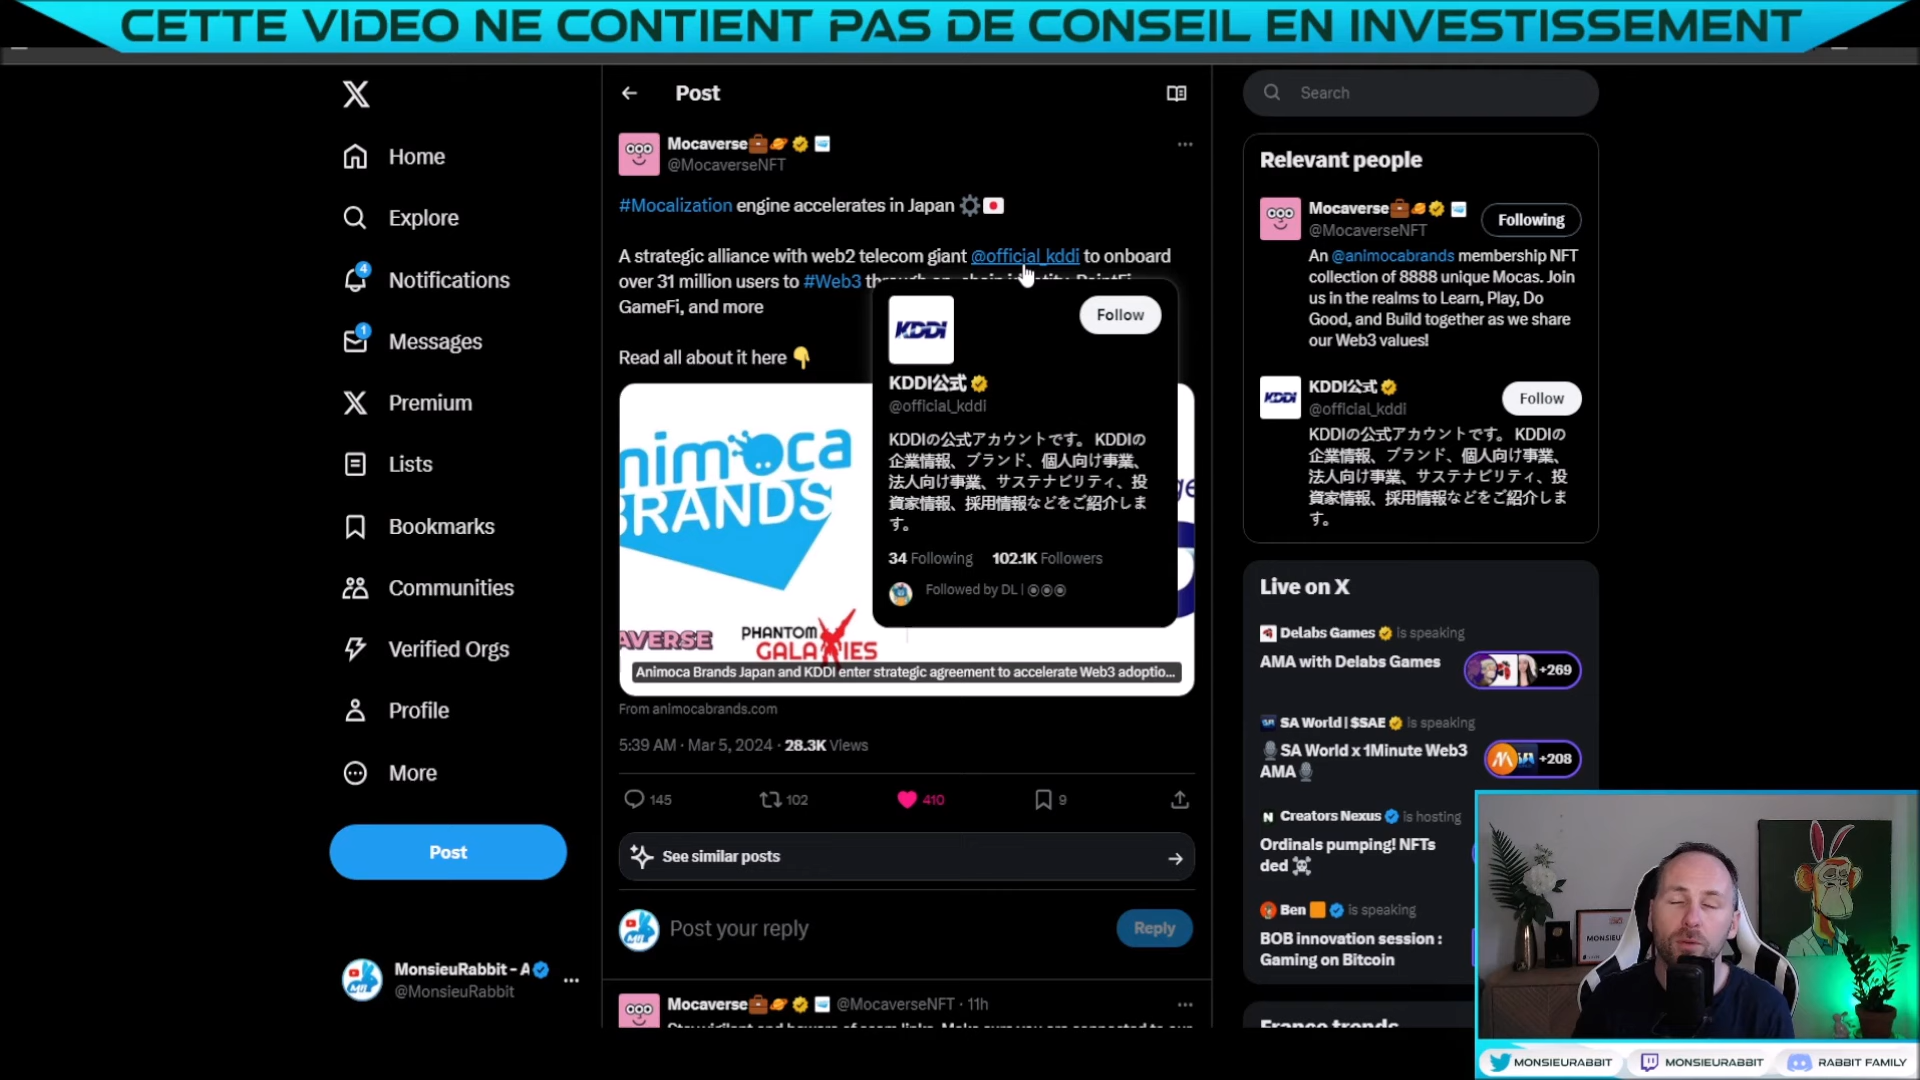 CETTE VIDEO NE CONTIENT PAS DE CONSEIL EN INVESTISSEMENT
Home
Explore
4
Notifications
1
Messages
Premium
Lists
Bookmarks
Communities
Verified Orgs
Profile
More
Post
MonsieuRabbit - A
@MonsieuRabbit
Post
Mocaverse
@MocaverseNFT
#Mocalization engine accelerates in Japan
A strategic alliance with web2 telecom giant @official_kddi to onboard
over 31 million users to #Web3 through on-chain identity, PointFi,
GameFi, and more
Read all about it here 👇
KDDI
Follow
KDDI公式
@official_kddi
KDDIの公式アカウントです。 KDDIの
企業情報、ブランド、個人向け事業、
法人向け事業、サステナビリティ、投
資家情報、採用情報などをご紹介しま
す。
34 Following 102.1K Followers
Followed by DL | ◉◉◉
nimoca
BRANDS
AVERSE
PHANTOM
GALAXIES
Animoca Brands Japan and KDDI enter strategic agreement to accelerate Web3 adoptio...
From animocabrands.com
5:39 AM · Mar 5, 2024 · 28.3K Views
145
102
410
9
See similar posts
Post your reply
Reply
Mocaverse @MocaverseNFT · 11h
Search
Relevant people
Mocaverse
@MocaverseNFT
Following
An @animocabrands membership NFT
collection of 8888 unique Mocas. Join
us in the realms to Learn, Play, Do
Good, and Build together as we share
our Web3 values!
KDDI
KDDI公式
@official_kddi
Follow
KDDIの公式アカウントです。 KDDIの
企業情報、ブランド、個人向け事業、
法人向け事業、サステナビリティ、投
資家情報、採用情報などをご紹介しま
す。
Live on X
Delabs Games is speaking
AMA with Delabs Games
+269
SA World | $SAE is speaking
SA World x 1Minute Web3
AMA
+208
Creators Nexus is hosting
Ordinals pumping! NFTs
ded
Ben is speaking
BOB innovation session :
Gaming on Bitcoin
France trends
MONSIEU
MONSIEURABBIT
MONSIEURABBIT
RABBIT FAMILY